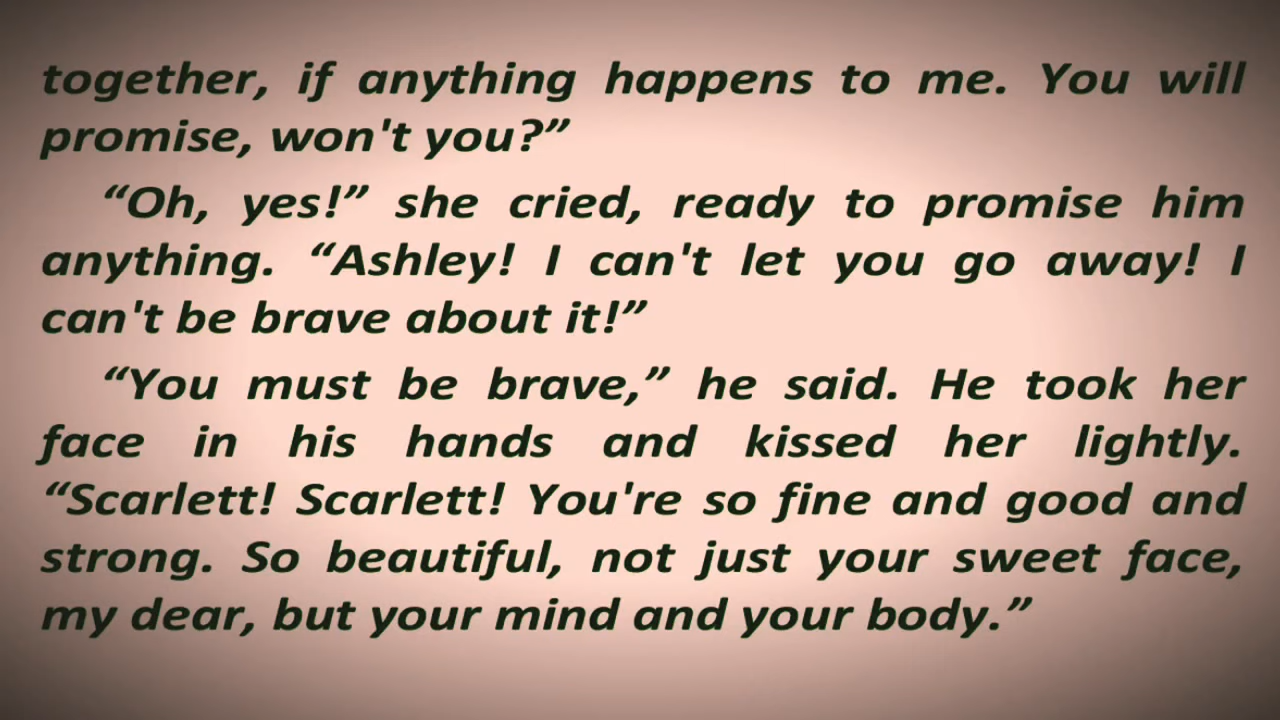 together, if anything happens to me. You will
promise, won't you?”
“Oh, yes!” she cried, ready to promise him
anything. “Ashley! I can't let you go away! I
can't be brave about it!”
“You must be brave,” he said. He took her
face in his hands and kissed her lightly.
“Scarlett! Scarlett! You're so fine and good and
strong. So beautiful, not just your sweet face,
my dear, but your mind and your body.”